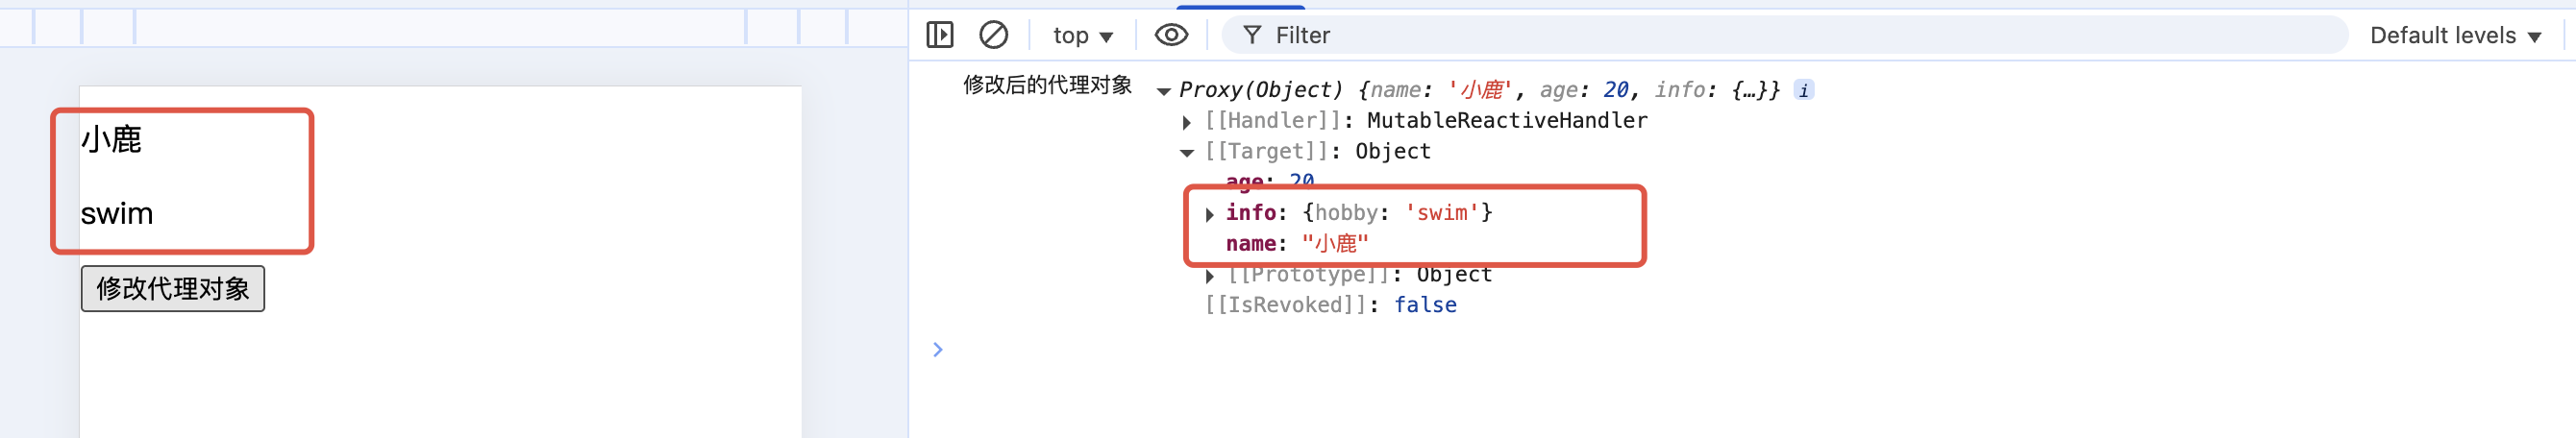 小鹿
swim
修改代理对象
top ▼
Filter
Default levels ▼
修改后的代理对象 ▼ Proxy(Object) {name: '小鹿', age: 20, info: {…}} i
▶ [[Handler]]: MutableReactiveHandler
▼ [[Target]]: Object
age: 20
▶ info: {hobby: 'swim'}
name: "小鹿"
▶ [[Prototype]]: Object
[[IsRevoked]]: false